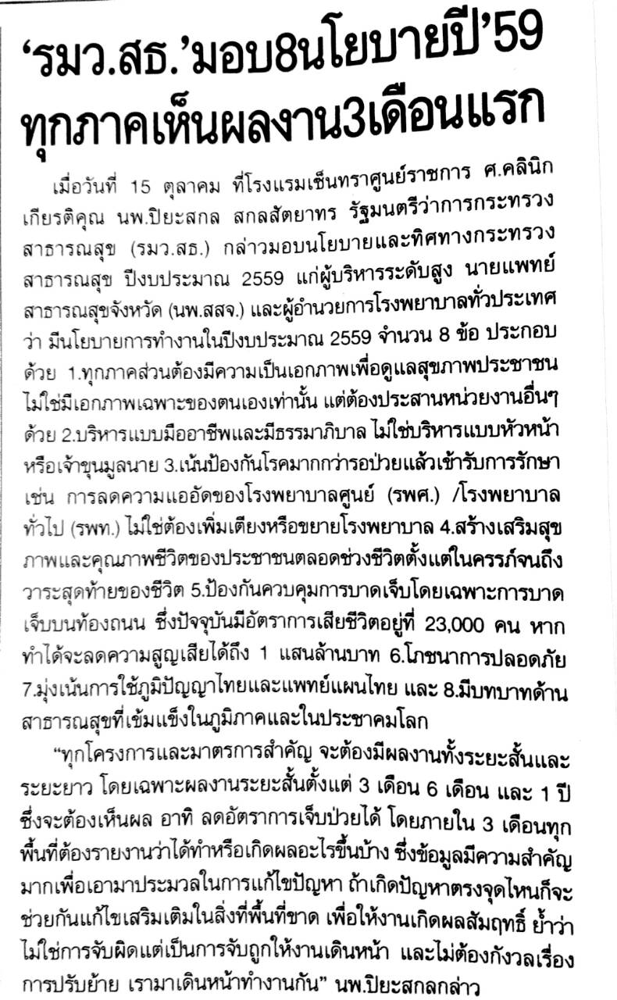 ‘รมว.สธ.’มอบ8นโยบายปี’59
ทุกภาคเห็นผลงาน3เดือนแรก
เมื่อวันที่ 15 ตุลาคม ที่โรงแรมเซ็นทราศูนย์ราชการ ศ.คลินิก
เกียรติคุณ นพ.ปิยะสกล สกลสัตยาทร รัฐมนตรีว่าการกระทรวง
สาธารณสุข (รมว.สธ.) กล่าวมอบนโยบายและทิศทางกระทรวง
สาธารณสุข ปีงบประมาณ 2559 แก่ผู้บริหารระดับสูง นายแพทย์
สาธารณสุขจังหวัด (นพ.สสจ.) และผู้อำนวยการโรงพยาบาลทั่วประเทศ
ว่า มีนโยบายการทำงานในปีงบประมาณ 2559 จำนวน 8 ข้อ ประกอบ
ด้วย 1.ทุกภาคส่วนต้องมีความเป็นเอกภาพเพื่อดูแลสุขภาพประชาชน
ไม่ใช่มีเอกภาพเฉพาะของตนเองเท่านั้น แต่ต้องประสานหน่วยงานอื่นๆ
ด้วย 2.บริหารแบบมืออาชีพและมีธรรมาภิบาล ไม่ใช่บริหารแบบหัวหน้า
หรือเจ้าขุนมูลนาย 3.เน้นป้องกันโรคมากกว่ารอป่วยแล้วเข้ารับการรักษา
เช่น การลดความแออัดของโรงพยาบาลศูนย์ (รพศ.) /โรงพยาบาล
ทั่วไป (รพท.) ไม่ใช่ต้องเพิ่มเตียงหรือขยายโรงพยาบาล 4.สร้างเสริมสุข
ภาพและคุณภาพชีวิตของประชาชนตลอดช่วงชีวิตตั้งแต่ในครรภ์จนถึง
วาระสุดท้ายของชีวิต 5.ป้องกันควบคุมการบาดเจ็บโดยเฉพาะการบาด
เจ็บบนท้องถนน ซึ่งปัจจุบันมีอัตราการเสียชีวิตอยู่ที่ 23,000 คน หาก
ทำได้จะลดความสูญเสียได้ถึง 1 แสนล้านบาท 6.โภชนาการปลอดภัย
7.มุ่งเน้นการใช้ภูมิปัญญาไทยและแพทย์แผนไทย และ 8.มีบทบาทด้าน
สาธารณสุขที่เข้มแข็งในภูมิภาคและในประชาคมโลก
“ทุกโครงการและมาตรการสำคัญ จะต้องมีผลงานทั้งระยะสั้นและ
ระยะยาว โดยเฉพาะผลงานระยะสั้นตั้งแต่ 3 เดือน 6 เดือน และ 1 ปี
ซึ่งจะต้องเห็นผล อาทิ ลดอัตราการเจ็บป่วยได้ โดยภายใน 3 เดือนทุก
พื้นที่ต้องรายงานว่าได้ทำหรือเกิดผลอะไรขึ้นบ้าง ซึ่งข้อมูลมีความสำคัญ
มากเพื่อเอามาประมวลในการแก้ไขปัญหา ถ้าเกิดปัญหาตรงจุดไหนก็จะ
ช่วยกันแก้ไขเสริมเติมในสิ่งที่พื้นที่ขาด เพื่อให้งานเกิดผลสัมฤทธิ์ ย้ำว่า
ไม่ใช่การจับผิดแต่เป็นการจับถูกให้งานเดินหน้า และไม่ต้องกังวลเรื่อง
การปรับย้าย เรามาเดินหน้าทำงานกัน” นพ.ปิยะสกลกล่าว